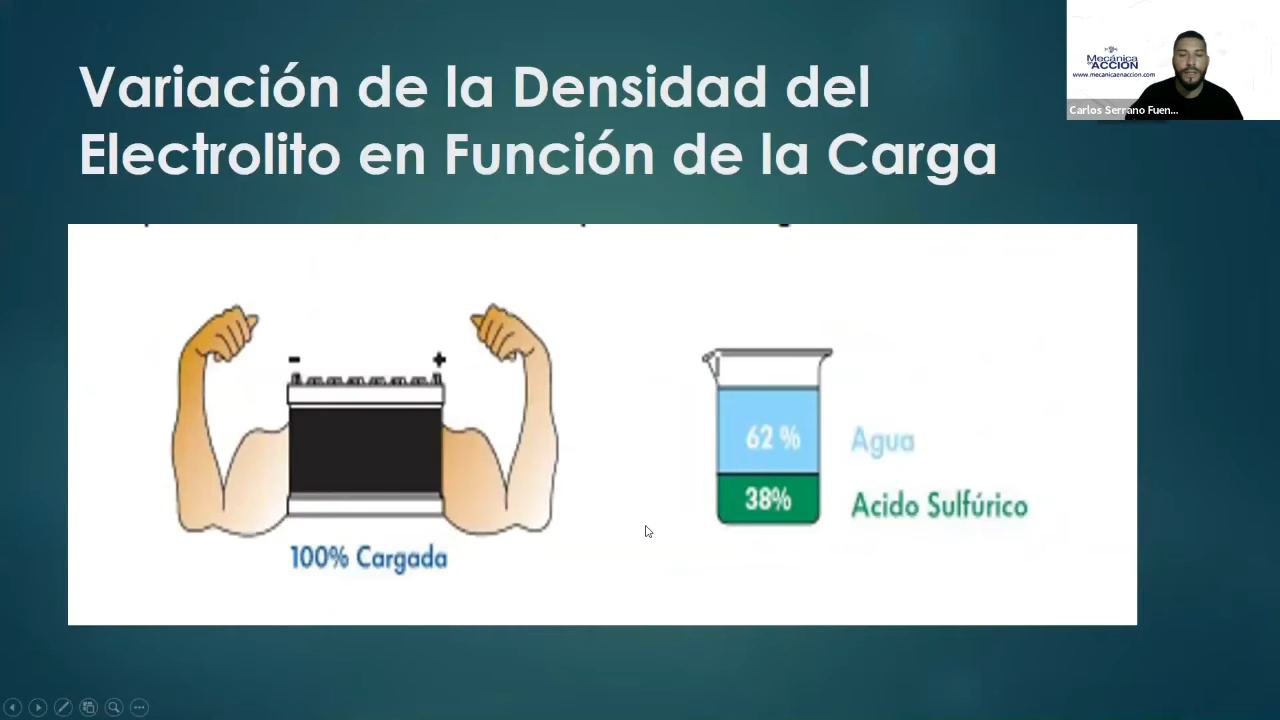 Variación de la Densidad del
Electrolito en Función de la Carga
Mecánica
en ACCIÓN
www.mecanicaenaccion.com
Carlos Serrano Fuen...
- +
62 % Agua
38% Acido Sulfúrico
100% Cargada